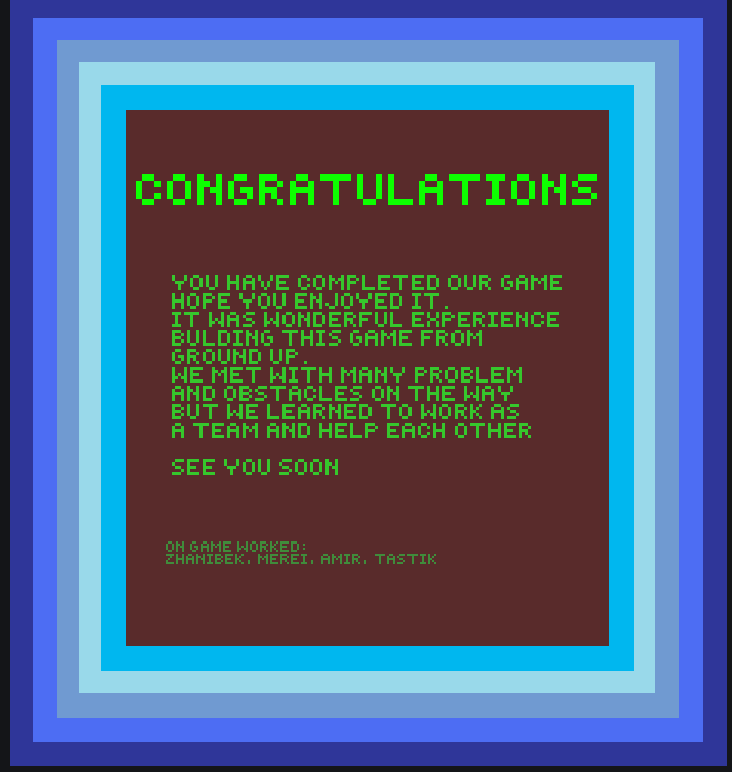 CONGRATULATIONS
YOU HAVE COMPLETED OUR GAME
HOPE YOU ENJOYED IT.
IT WAS WONDERFUL EXPERIENCE
BULDING THIS GAME FROM
GROUND UP.
WE MET WITH MANY PROBLEM
AND OBSTACLES ON THE WAY
BUT WE LEARNED TO WORK AS
A TEAM AND HELP EACH OTHER
SEE YOU SOON
ON GAME WORKED:
ZHANIBEK, MEREI, AMIR, TASTIK